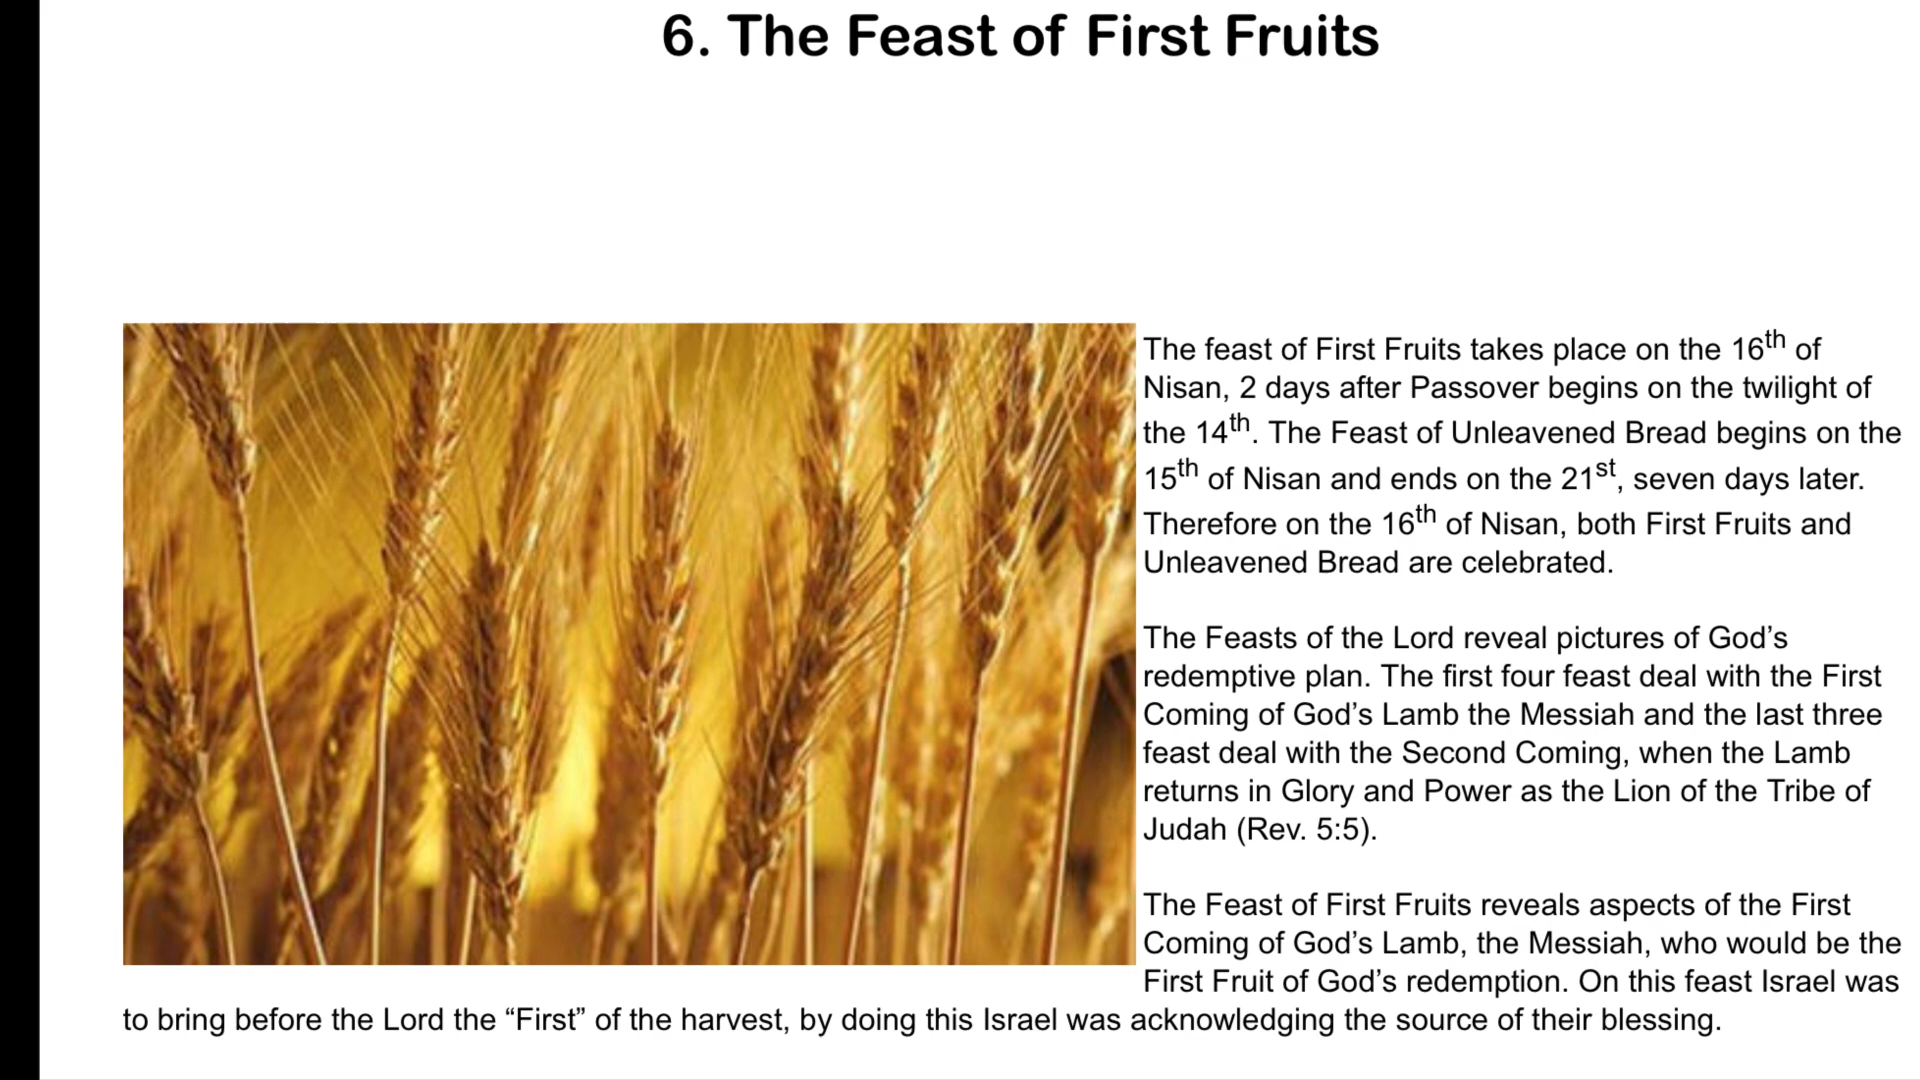 6. The Feast of First Fruits
The feast of First Fruits takes place on the 16th of
Nisan, 2 days after Passover begins on the twilight of
the 14th. The Feast of Unleavened Bread begins on the
15th of Nisan and ends on the 21st, seven days later.
Therefore on the 16th of Nisan, both First Fruits and
Unleavened Bread are celebrated.
The Feasts of the Lord reveal pictures of God’s
redemptive plan. The first four feast deal with the First
Coming of God’s Lamb the Messiah and the last three
feast deal with the Second Coming, when the Lamb
returns in Glory and Power as the Lion of the Tribe of
Judah (Rev. 5:5).
The Feast of First Fruits reveals aspects of the First
Coming of God’s Lamb, the Messiah, who would be the
First Fruit of God’s redemption. On this feast Israel was
to bring before the Lord the “First” of the harvest, by doing this Israel was acknowledging the source of their blessing.